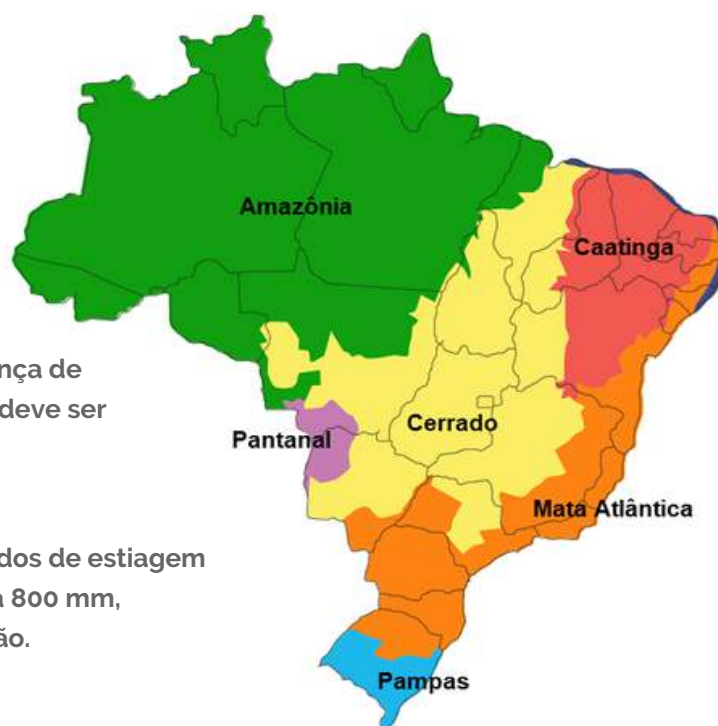 Amazônia
Caatinga
nça de
deve ser
Pantanal
Cerrado
Mata Atlântica
dos de estiagem
a 800 mm,
ão.
Pampas